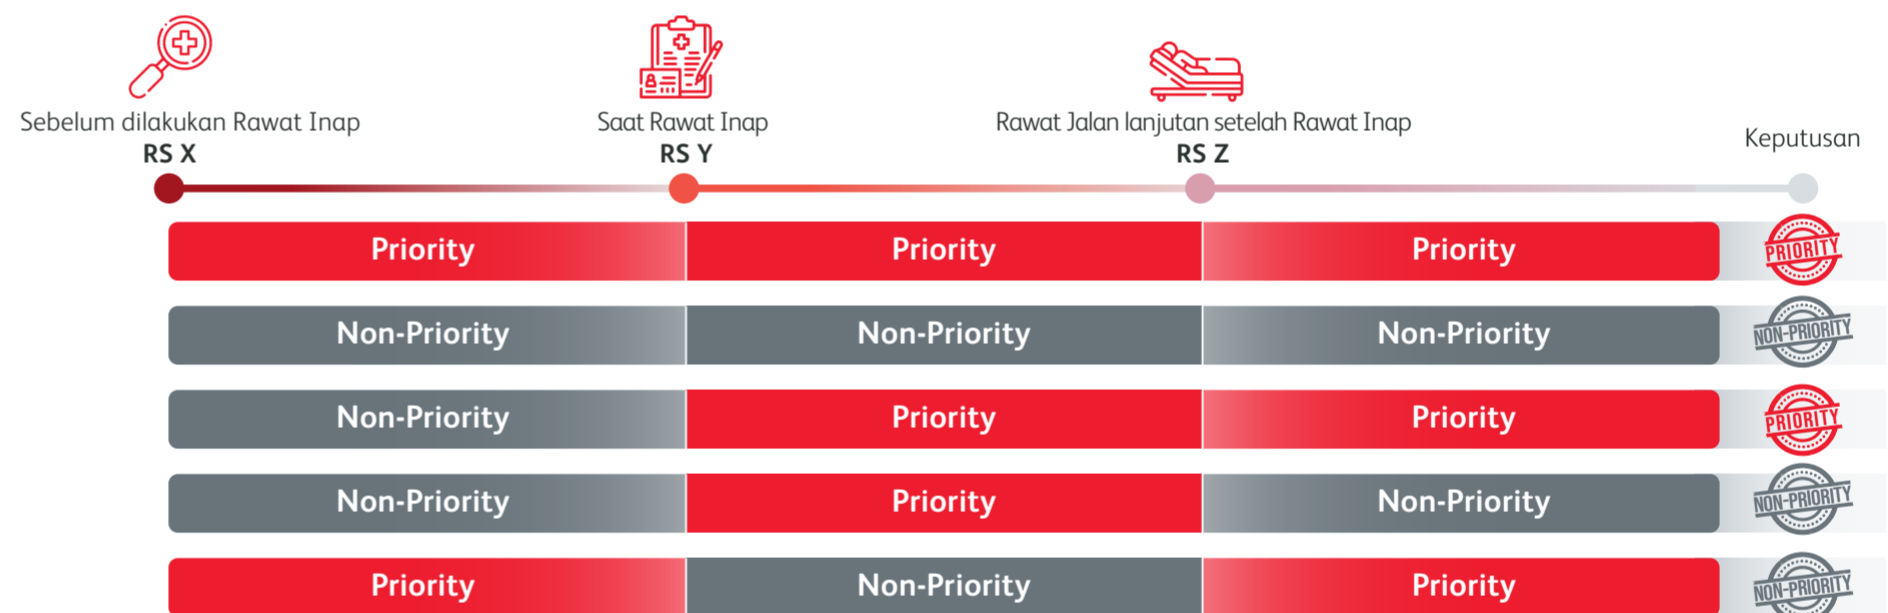 Sebelum dilakukan Rawat Inap
RS X
Saat Rawat Inap
RS Y
Rawat Jalan lanjutan setelah Rawat Inap
RS Z
Keputusan
Priority Priority Priority PRIORITY
Non-Priority Non-Priority Non-Priority NON-PRIORITY
Non-Priority Priority Priority PRIORITY
Non-Priority Priority Non-Priority NON-PRIORITY
Priority Non-Priority Priority NON-PRIORITY